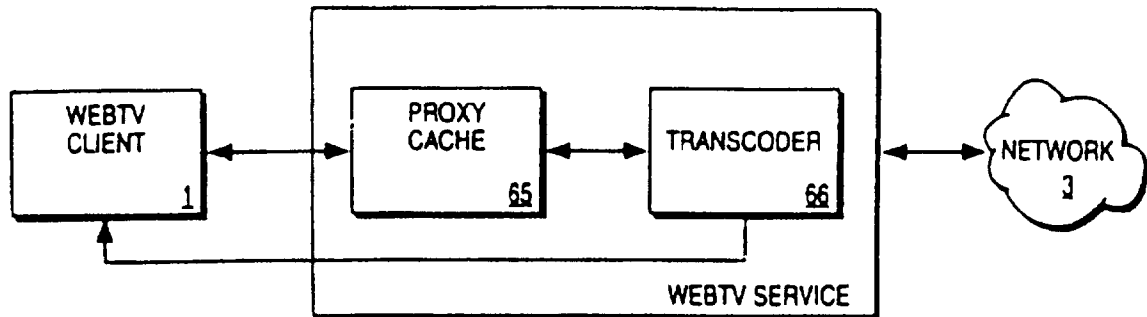 WEBTV
CLIENT
1
PROXY
CACHE
65
TRANSCODER
66
NETWORK
3
WEBTV SERVICE